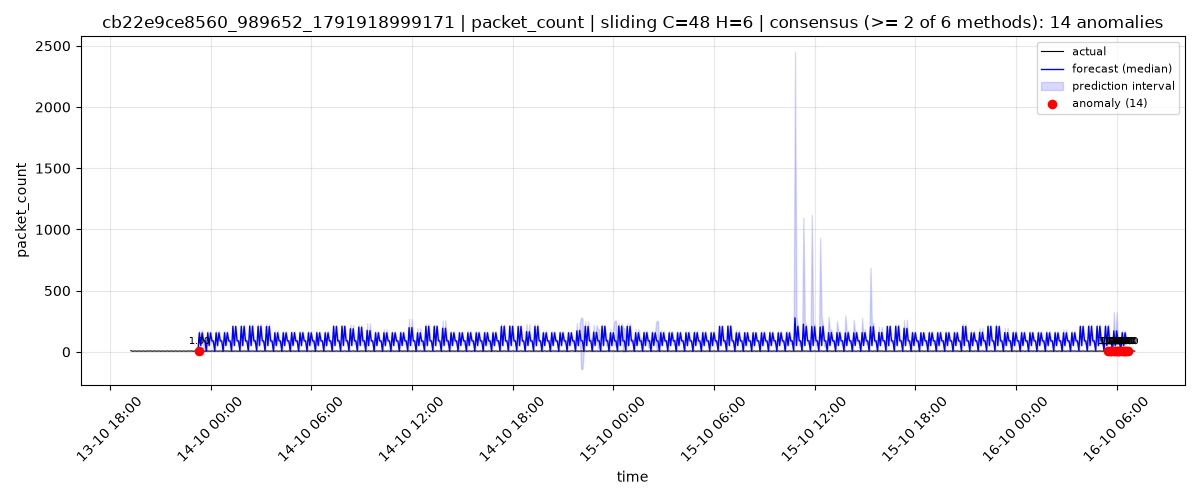 cb22e9ce8560_989652_1791918999171 | packet_count | sliding C=48 H=6 | consensus (>= 2 of 6 methods): 14 anomalies
actual
forecast (median)
prediction interval
anomaly (14)
2500
2000
1500
1000
500
0
packet_count
13-10 18:00
14-10 00:00
14-10 06:00
14-10 12:00
14-10 18:00
15-10 00:00
15-10 06:00
15-10 12:00
15-10 18:00
16-10 00:00
16-10 06:00
time